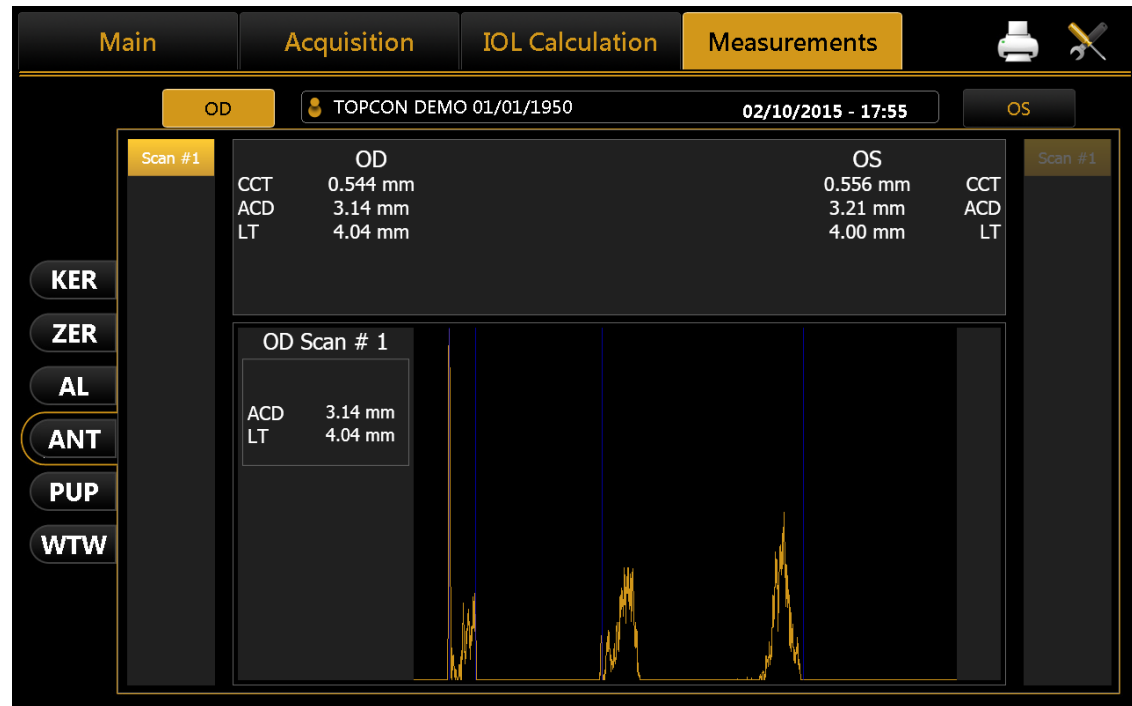 Main Acquisition IOL Calculation Measurements
OD TOPCON DEMO 01/01/1950 02/10/2015 - 17:55 OS
Scan #1 OD OS Scan #1
CCT 0.544 mm 0.556 mm CCT
ACD 3.14 mm 3.21 mm ACD
LT 4.04 mm 4.00 mm LT
KER
ZER
AL
ANT
PUP
WTW
OD Scan # 1
ACD 3.14 mm
LT 4.04 mm